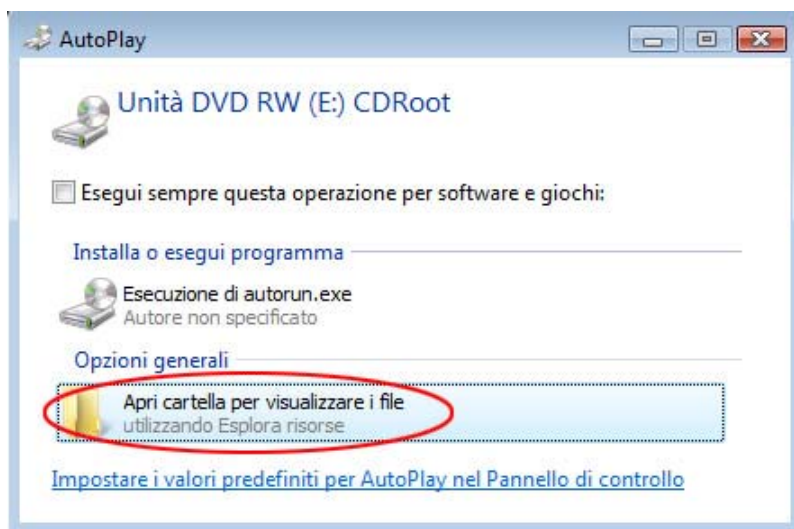 AutoPlay
Unità DVD RW (E:) CDRoot
Esegui sempre questa operazione per software e giochi:
Installa o esegui programma
Esecuzione di autorun.exe
Autore non specificato
Opzioni generali
Apri cartella per visualizzare i file
utilizzando Esplora risorse
Impostare i valori predefiniti per AutoPlay nel Pannello di controllo